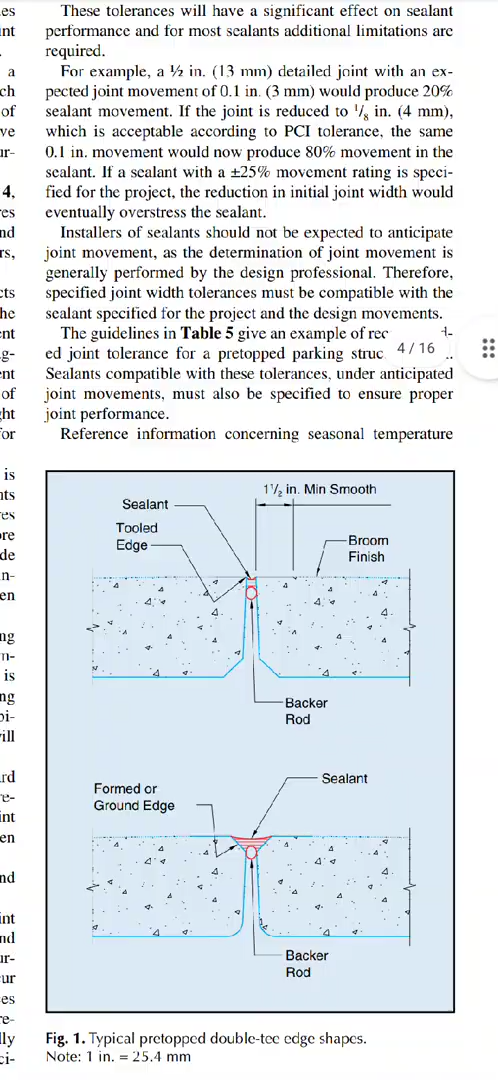 These tolerances will have a significant effect on sealant
performance and for most sealants additional limitations are
required.
For example, a ½ in. (13 mm) detailed joint with an ex-
pected joint movement of 0.1 in. (3 mm) would produce 20%
sealant movement. If the joint is reduced to 1/8 in. (4 mm),
which is acceptable according to PCI tolerance, the same
0.1 in. movement would now produce 80% movement in the
sealant. If a sealant with a ±25% movement rating is speci-
fied for the project, the reduction in initial joint width would
eventually overstress the sealant.
Installers of sealants should not be expected to anticipate
joint movement, as the determination of joint movement is
generally performed by the design professional. Therefore,
specified joint width tolerances must be compatible with the
sealant specified for the project and the design movements.
The guidelines in Table 5 give an example of
ed joint tolerance for a pretopped parking
4 / 16
Sealants compatible with these tolerances, under anticipated
joint movements, must also be specified to ensure proper
joint performance.
Reference information concerning seasonal temperature
1 1/2 in. Min Smooth
Sealant
Tooled
Edge
Broom
Finish
Backer
Rod
Sealant
Formed or
Ground Edge
Backer
Rod
Fig. 1. Typical pretopped double-tee edge shapes.
Note: 1 in. = 25.4 mm